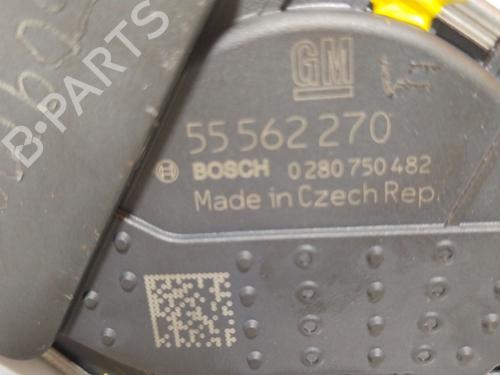 GM
55 562 270
BOSCH 0 280 750 482
Made in Czech Rep.
B-PARTS